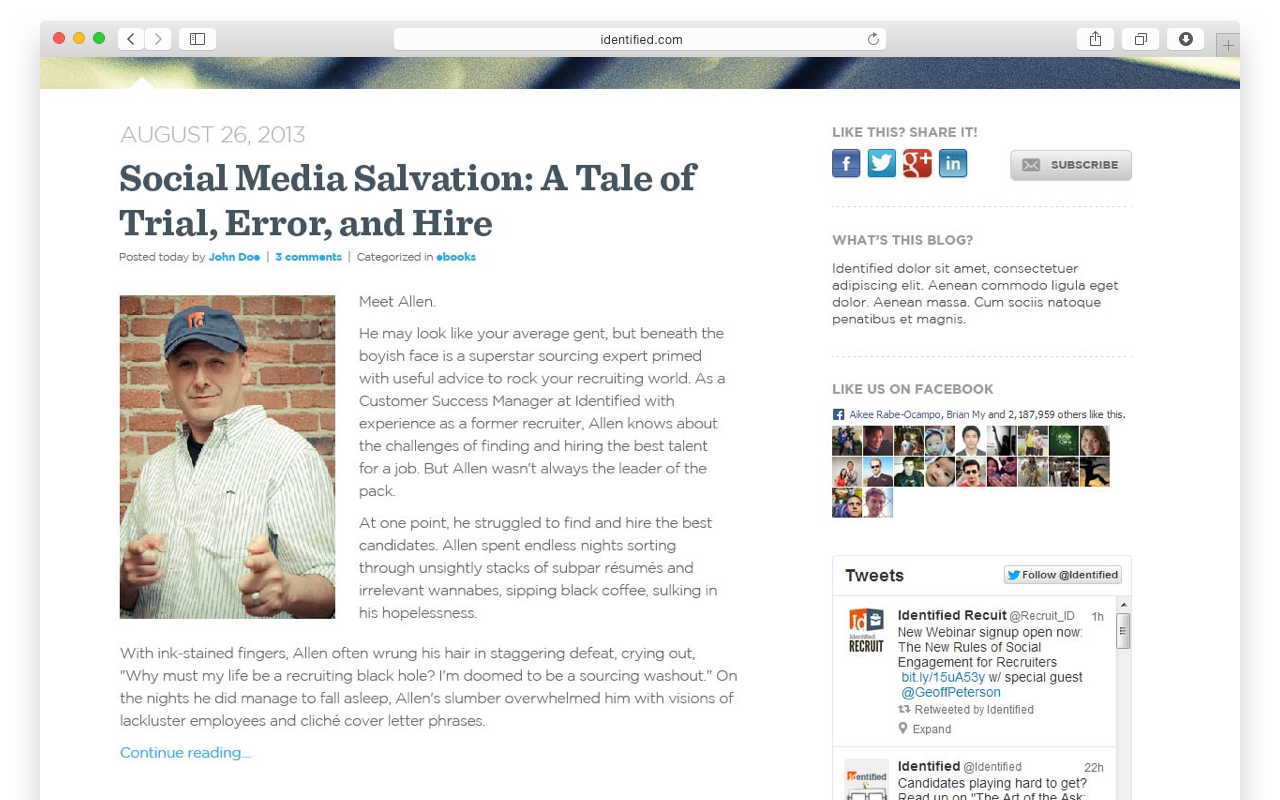 identified.com
AUGUST 26, 2013
Social Media Salvation: A Tale of
Trial, Error, and Hire
Posted today by John Doe | 3 comments | Categorized in ebooks
Id
Meet Allen.
He may look like your average gent, but beneath the
boyish face is a superstar sourcing expert primed
with useful advice to rock your recruiting world. As a
Customer Success Manager at Identified with
experience as a former recruiter, Allen knows about
the challenges of finding and hiring the best talent
for a job. But Allen wasn't always the leader of the
pack.
At one point, he struggled to find and hire the best
candidates. Allen spent endless nights sorting
through unsightly stacks of subpar résumés and
irrelevant wannabes, sipping black coffee, sulking in
his hopelessness.
With ink-stained fingers, Allen often wrung his hair in staggering defeat, crying out,
"Why must my life be a recruiting black hole? I'm doomed to be a sourcing washout." On
the nights he did manage to fall asleep, Allen's slumber overwhelmed him with visions of
lackluster employees and cliché cover letter phrases.
Continue reading...
LIKE THIS? SHARE IT!
f
g+
in
SUBSCRIBE
WHAT'S THIS BLOG?
Identified dolor sit amet, consectetuer
adipiscing elit. Aenean commodo ligula eget
dolor. Aenean massa. Cum sociis natoque
penatibus et magnis.
LIKE US ON FACEBOOK
f Aikee Rabe-Ocampo, Brian My and 2,187,959 others like this.
Tweets
Follow @Identified
Id
Identified
RECRUIT
Identified Recuit @Recruit_ID 1h
New Webinar signup open now:
The New Rules of Social
Engagement for Recruiters
bit.ly/15uA53y w/ special guest
@GeoffPeterson
Retweeted by Identified
Expand
Identified
Identified @Identified 22h
Candidates playing hard to get?
Read up on "The Art of the Ask: